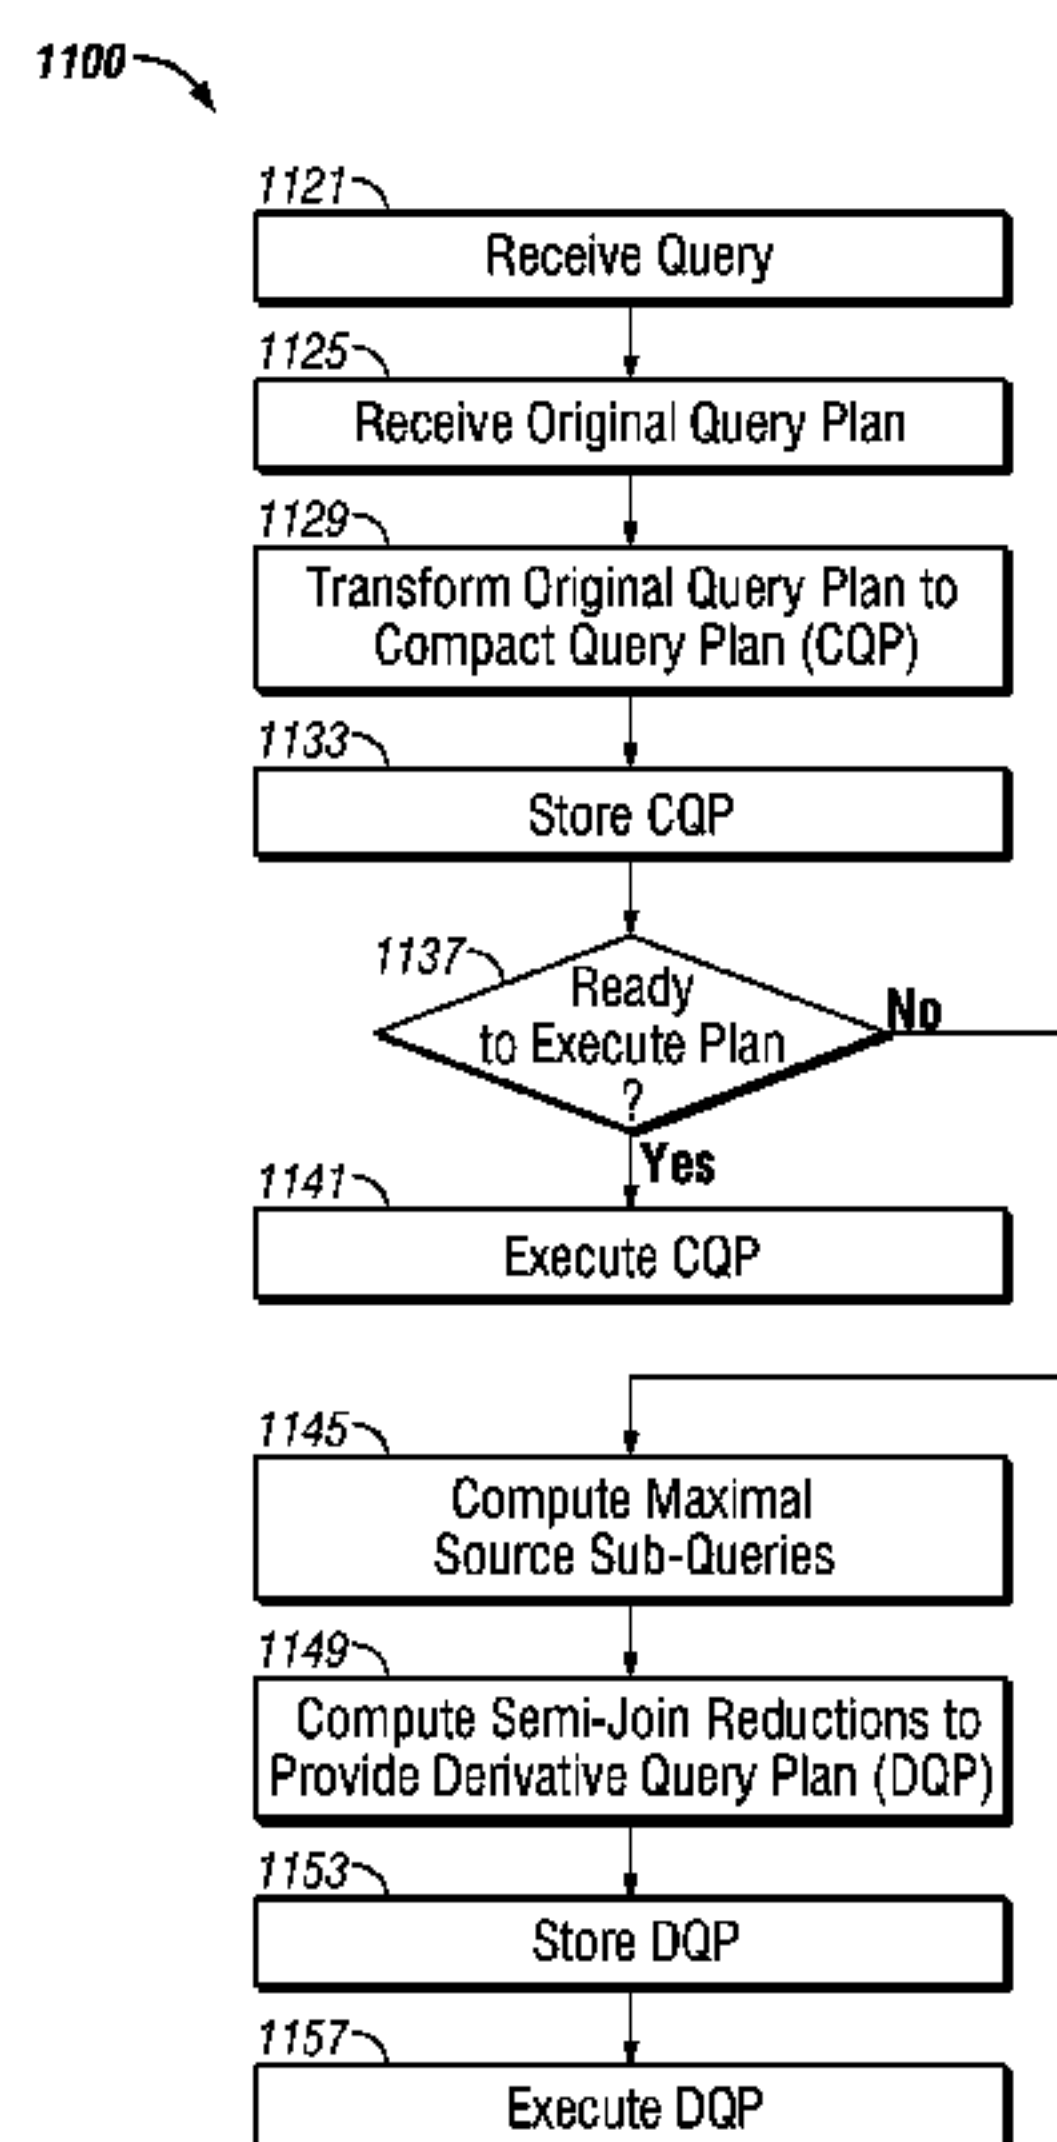 1100
1121
Receive Query
1125
Receive Original Query Plan
1129
Transform Original Query Plan to
Compact Query Plan (CQP)
1133
Store CQP
1137
Ready
to Execute Plan
?
No
Yes
1141
Execute CQP
1145
Compute Maximal
Source Sub-Queries
1149
Compute Semi-Join Reductions to
Provide Derivative Query Plan (DQP)
1153
Store DQP
1157
Execute DQP